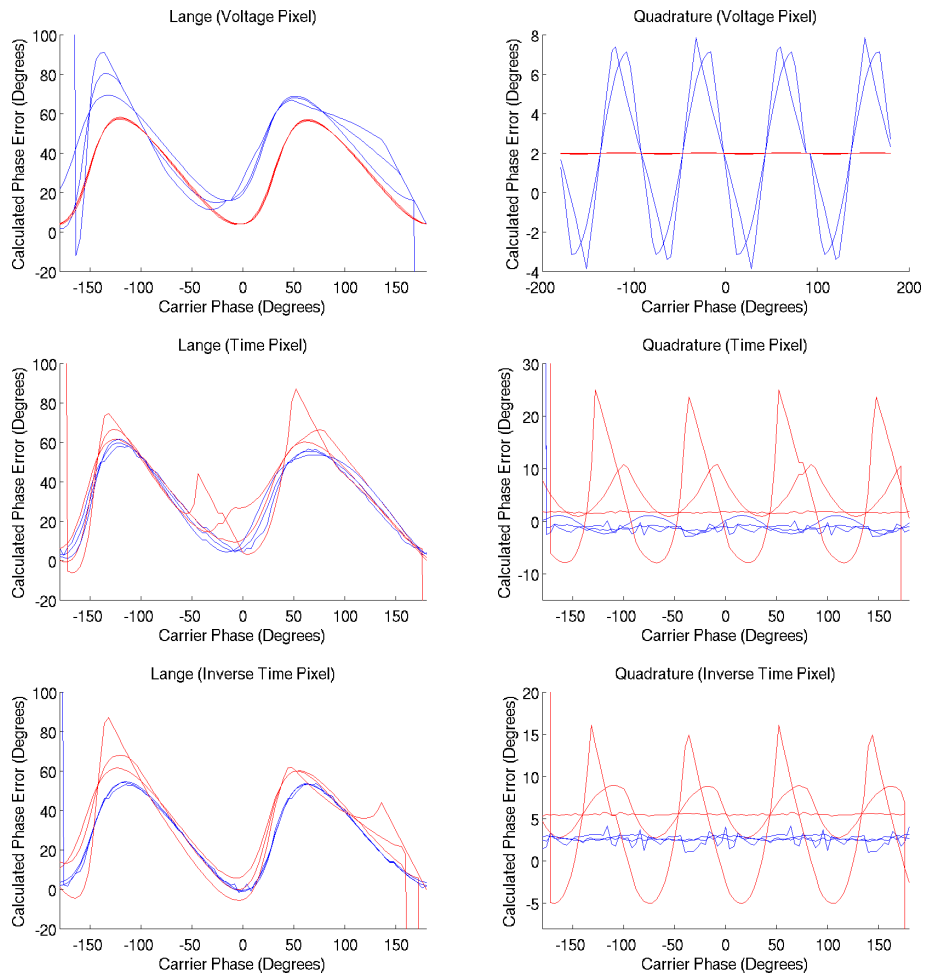 Lange (Voltage Pixel)
Calculated Phase Error (Degrees)
100
80
60
40
20
0
-20
-150 -100 -50 0 50 100 150
Carrier Phase (Degrees)
Quadrature (Voltage Pixel)
Calculated Phase Error (Degrees)
8
6
4
2
0
-2
-4
-200 -100 0 100 200
Carrier Phase (Degrees)
Lange (Time Pixel)
Calculated Phase Error (Degrees)
100
80
60
40
20
0
-20
-150 -100 -50 0 50 100 150
Carrier Phase (Degrees)
Quadrature (Time Pixel)
Calculated Phase Error (Degrees)
30
20
10
0
-10
-150 -100 -50 0 50 100 150
Carrier Phase (Degrees)
Lange (Inverse Time Pixel)
Calculated Phase Error (Degrees)
100
80
60
40
20
0
-20
-150 -100 -50 0 50 100 150
Carrier Phase (Degrees)
Quadrature (Inverse Time Pixel)
Calculated Phase Error (Degrees)
20
15
10
5
0
-5
-150 -100 -50 0 50 100 150
Carrier Phase (Degrees)